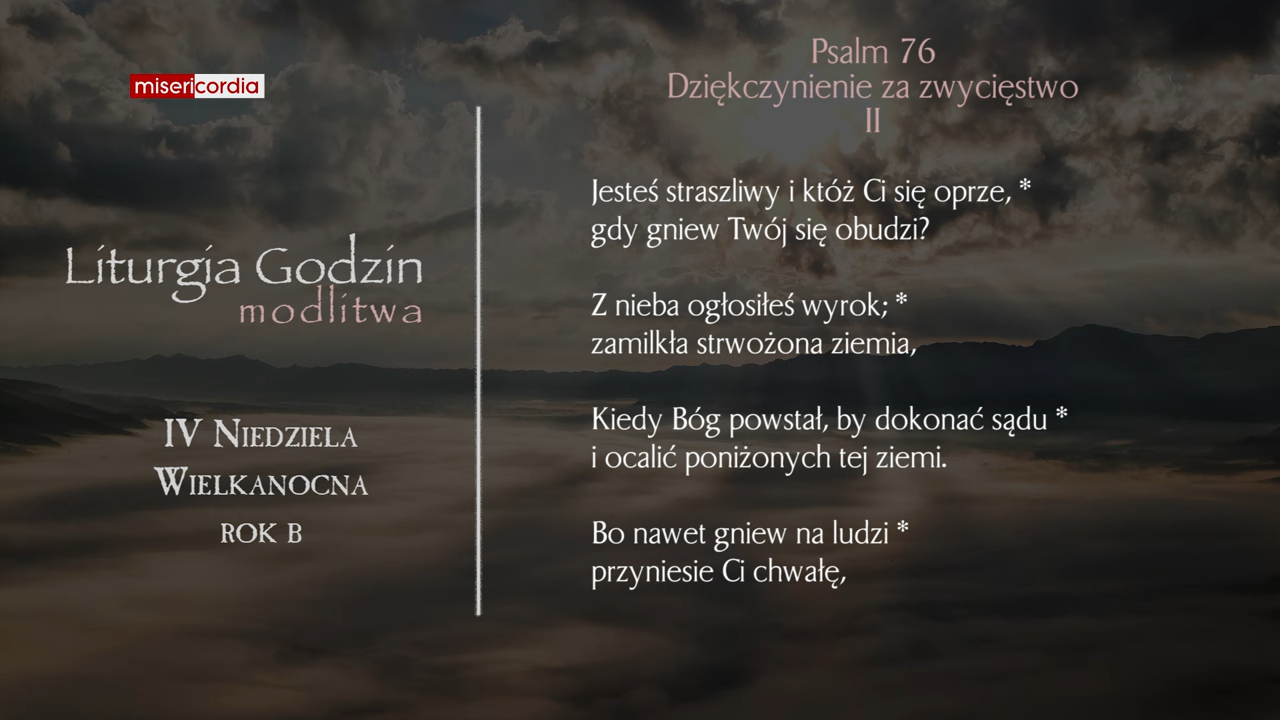 misericordia
Liturgia Godzin
modlitwa
IV Niedziela
Wielkanocna
rok B
Psalm 76
Dziękczynienie za zwycięstwo
II
Jesteś straszliwy i któż Ci się oprze, *
gdy gniew Twój się obudzi?
Z nieba ogłosiłeś wyrok; *
zamilkła strwożona ziemia,
Kiedy Bóg powstał, by dokonać sądu *
i ocalić poniżonych tej ziemi.
Bo nawet gniew na ludzi *
przyniesie Ci chwałę,